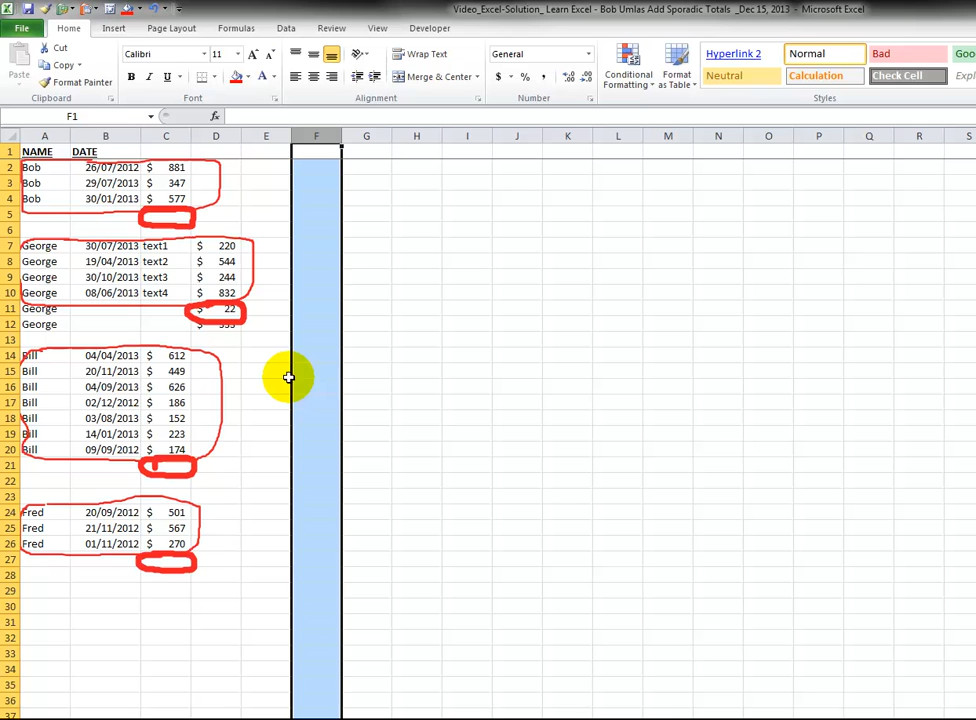 Video_Excel-Solution_ Learn Excel - Bob Umlas Add Sporadic Totals _Dec 15, 2013 - Microsoft Excel
File Home Insert Page Layout Formulas Data Review Developer
Cut
Copy
Format Painter
Paste
Clipboard
Calibri 11
B I U A
Font
Wrap Text
Merge & Center
Alignment
General
$ % ,
Number
Conditional Formatting
Format as Table
Hyperlink 2 Normal Bad Goo
Neutral Calculation Check Cell Expl
Styles
F1 fx
A B C D E F G H I J K L M N O P Q R S
1 NAME DATE
2 Bob 26/07/2012 $ 881
3 Bob 29/07/2013 $ 347
4 Bob 30/01/2013 $ 577
5
6
7 George 30/07/2013 text1 $ 220
8 George 19/04/2013 text2 $ 544
9 George 30/10/2013 text3 $ 244
10 George 08/06/2013 text4 $ 832
11 George $ 22
12 George $
13
14 Bill 04/04/2013 $ 612
15 Bill 20/11/2013 $ 449
16 Bill 04/09/2013 $ 626
17 Bill 02/12/2012 $ 186
18 Bill 03/08/2013 $ 152
19 Bill 14/01/2013 $ 223
20 Bill 09/09/2012 $ 174
21
22
23
24 Fred 20/09/2012 $ 501
25 Fred 21/11/2012 $ 567
26 Fred 01/11/2012 $ 270
27
28
29
30
31
32
33
34
35
36
37